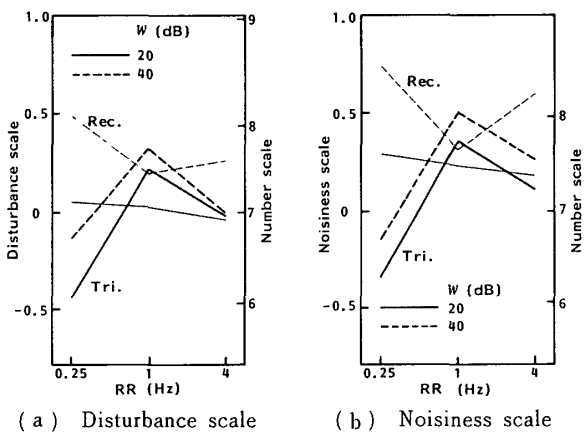 1.0
0.5
0
−0.5
Disturbance scale
W (dB)
20
40
Rec.
Tri.
9
8
7
6
Number scale
0.25
1
4
RR (Hz)
(a) Disturbance scale
1.0
0.5
0
−0.5
Noisiness scale
Rec.
Tri.
W (dB)
20
40
8
7
6
Number scale
0.25
1
4
RR (Hz)
(b) Noisiness scale